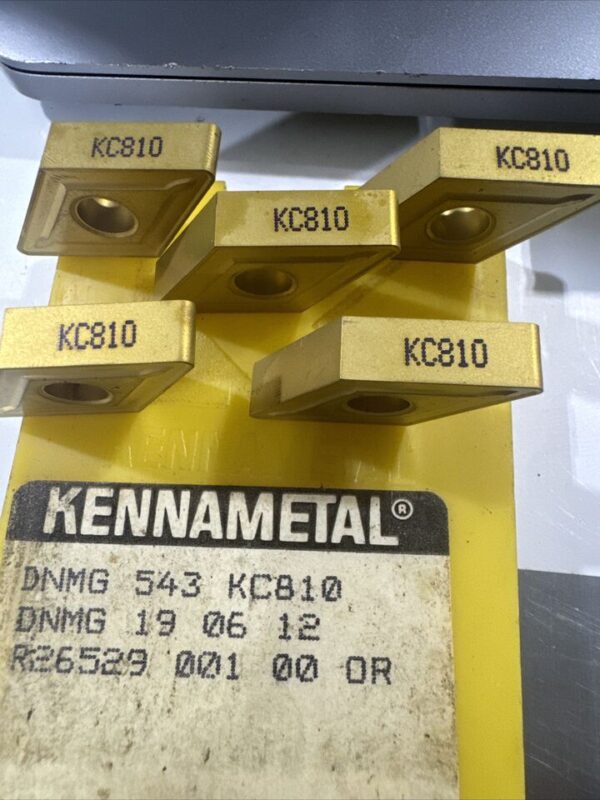 KC810
KC810
KC810
KC810
KC810
KENNAMETAL®
DNMG 543 KC810
DNMG 19 06 12
R26529 001 00 OR